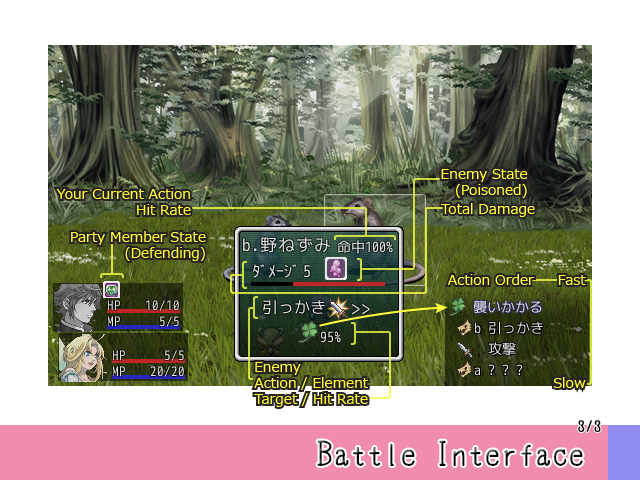 Enemy State
(Poisoned)
Your Current Action
Hit Rate
Total Damage
Party Member State
(Defending)
b.野ねずみ 命中100%
ダメージ 5
Action Order Fast
HP 10/10
MP 5/5
引っかき >>
襲いかかる
b 引っかき
95%
攻撃
HP 5/5
MP 20/20
a ? ? ?
Enemy
Action / Element
Target / Hit Rate
Slow
3/3
Battle Interface